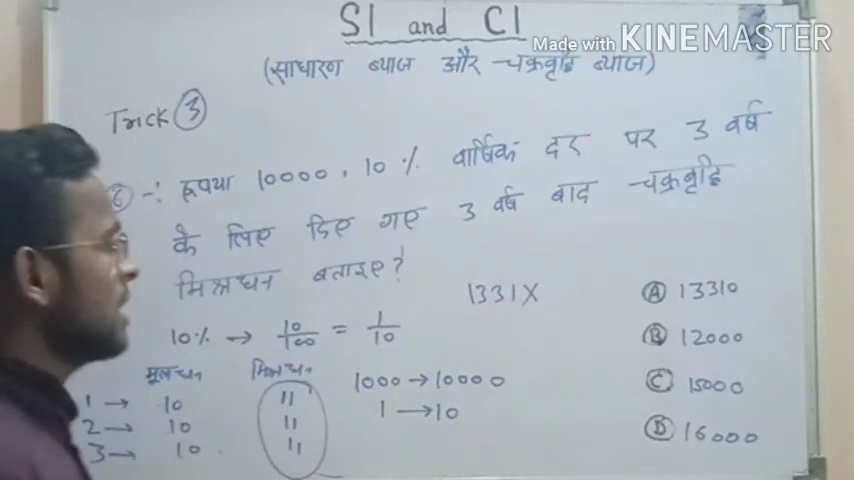 SI and CI
Made with KINEMASTER
(साधारण ब्याज और चक्रवृद्धि ब्याज)
Trick 3
रूपया 10000, 10% वार्षिक दर पर 3 वर्ष
के लिए दिए गए 3 वर्ष बाद चक्रवृद्धि
मिश्रधन बताइए?
1331X
A 13310
10% → 10/100 = 1/10
B 12000
मूलधन मिश्रधन
1000 → 10000
C 15000
1 → 10 11
1 → 10
2 → 10 11
D 16000
3 → 10 11